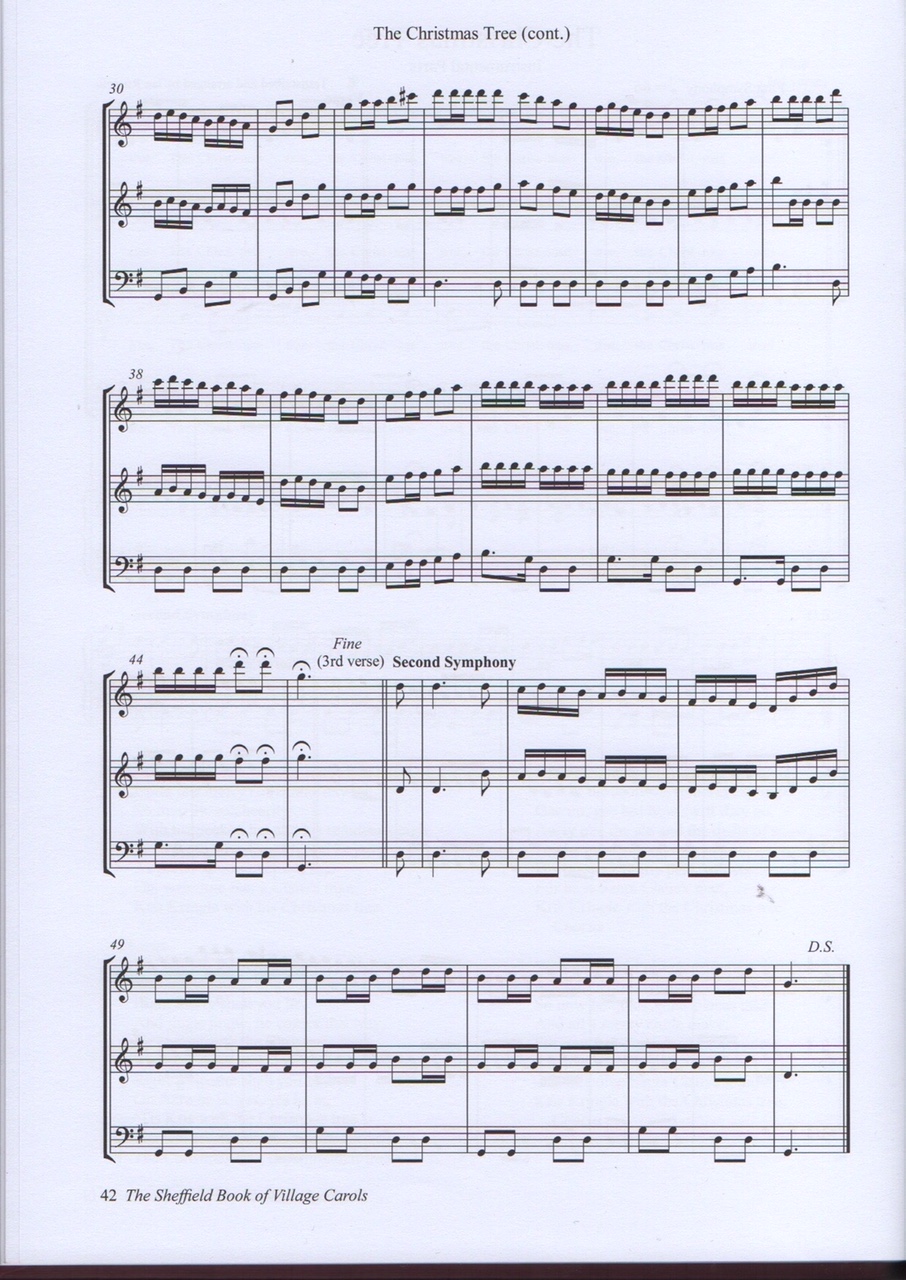 The Christmas Tree (cont.)
30
38
44
Fine
(3rd verse) Second Symphony
49
D.S.
42 The Sheffield Book of Village Carols